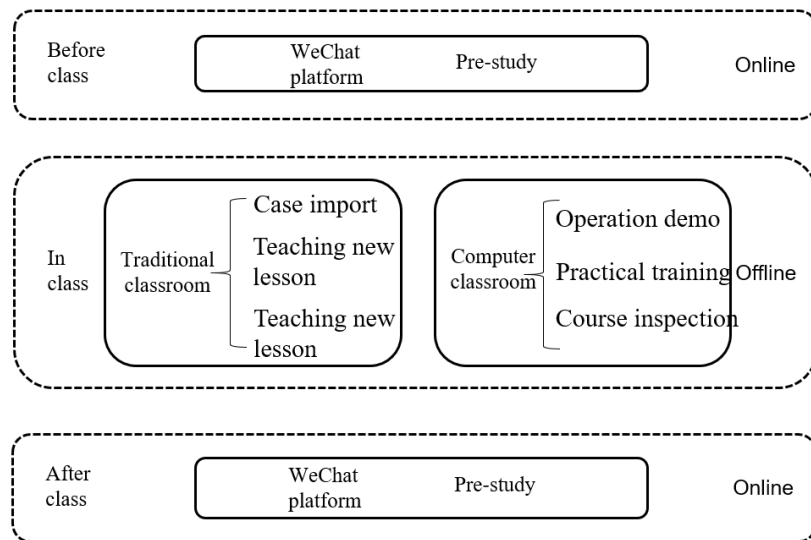 Before
class
WeChat
platform
Pre-study
Online
In
class
Traditional
classroom
Case import
Teaching new
lesson
Teaching new
lesson
Computer
classroom
Operation demo
Practical training
Course inspection
Offline
After
class
WeChat
platform
Pre-study
Online